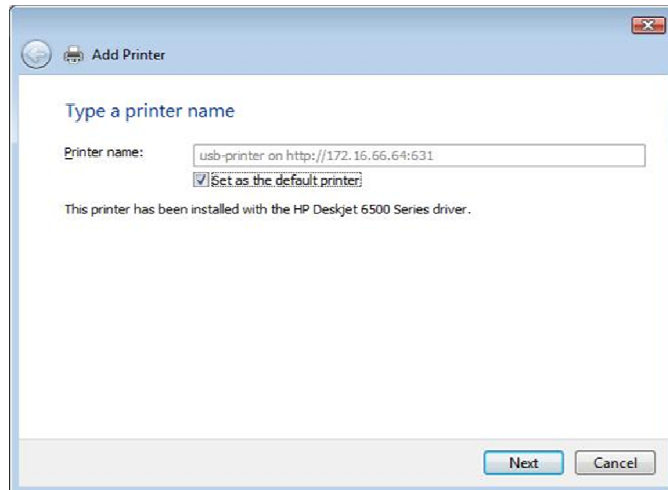 Add Printer
Type a printer name
Printer name:
usb-printer on http://172.16.66.64:631
Set as the default printer
This printer has been installed with the HP Deskjet 6500 Series driver.
Next
Cancel